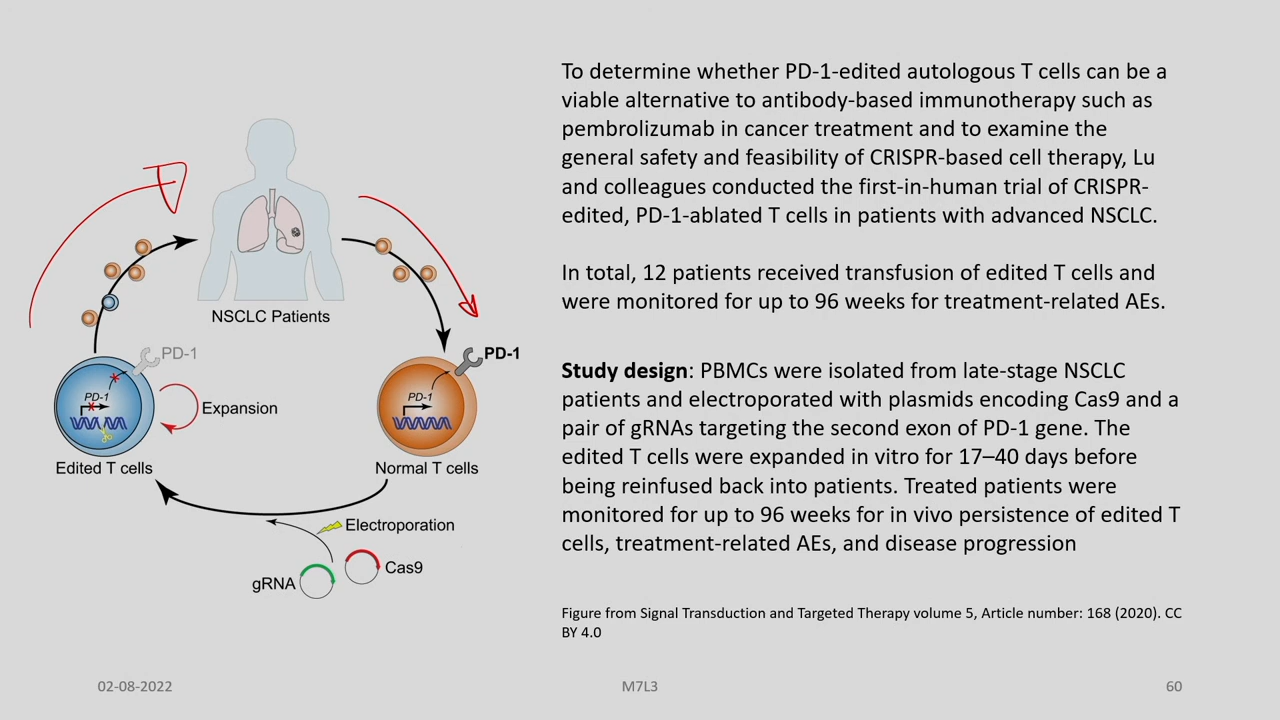 To determine whether PD-1-edited autologous T cells can be a
viable alternative to antibody-based immunotherapy such as
pembrolizumab in cancer treatment and to examine the
general safety and feasibility of CRISPR-based cell therapy, Lu
and colleagues conducted the first-in-human trial of CRISPR-
edited, PD-1-ablated T cells in patients with advanced NSCLC.
In total, 12 patients received transfusion of edited T cells and
were monitored for up to 96 weeks for treatment-related AEs.
Study design: PBMCs were isolated from late-stage NSCLC
patients and electroporated with plasmids encoding Cas9 and a
pair of gRNAs targeting the second exon of PD-1 gene. The
edited T cells were expanded in vitro for 17–40 days before
being reinfused back into patients. Treated patients were
monitored for up to 96 weeks for in vivo persistence of edited T
cells, treatment-related AEs, and disease progression
Figure from Signal Transduction and Targeted Therapy volume 5, Article number: 168 (2020). CC
BY 4.0
NSCLC Patients
PD-1
PD-1
PD-1
PD-1
Expansion
Edited T cells
Normal T cells
Electroporation
Cas9
gRNA
02-08-2022
M7L3
60